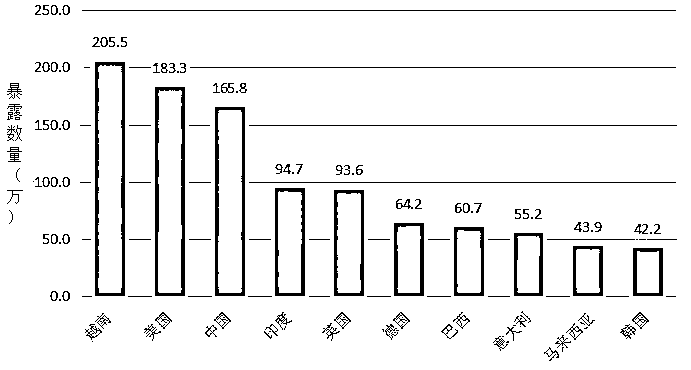 250.0
200.0
150.0
100.0
50.0
0.0
暴露数量（万）
205.5
183.3
165.8
94.7
93.6
64.2
60.7
55.2
43.9
42.2
越南
美国
中国
印度
英国
德国
巴西
意大利
马来西亚
韩国